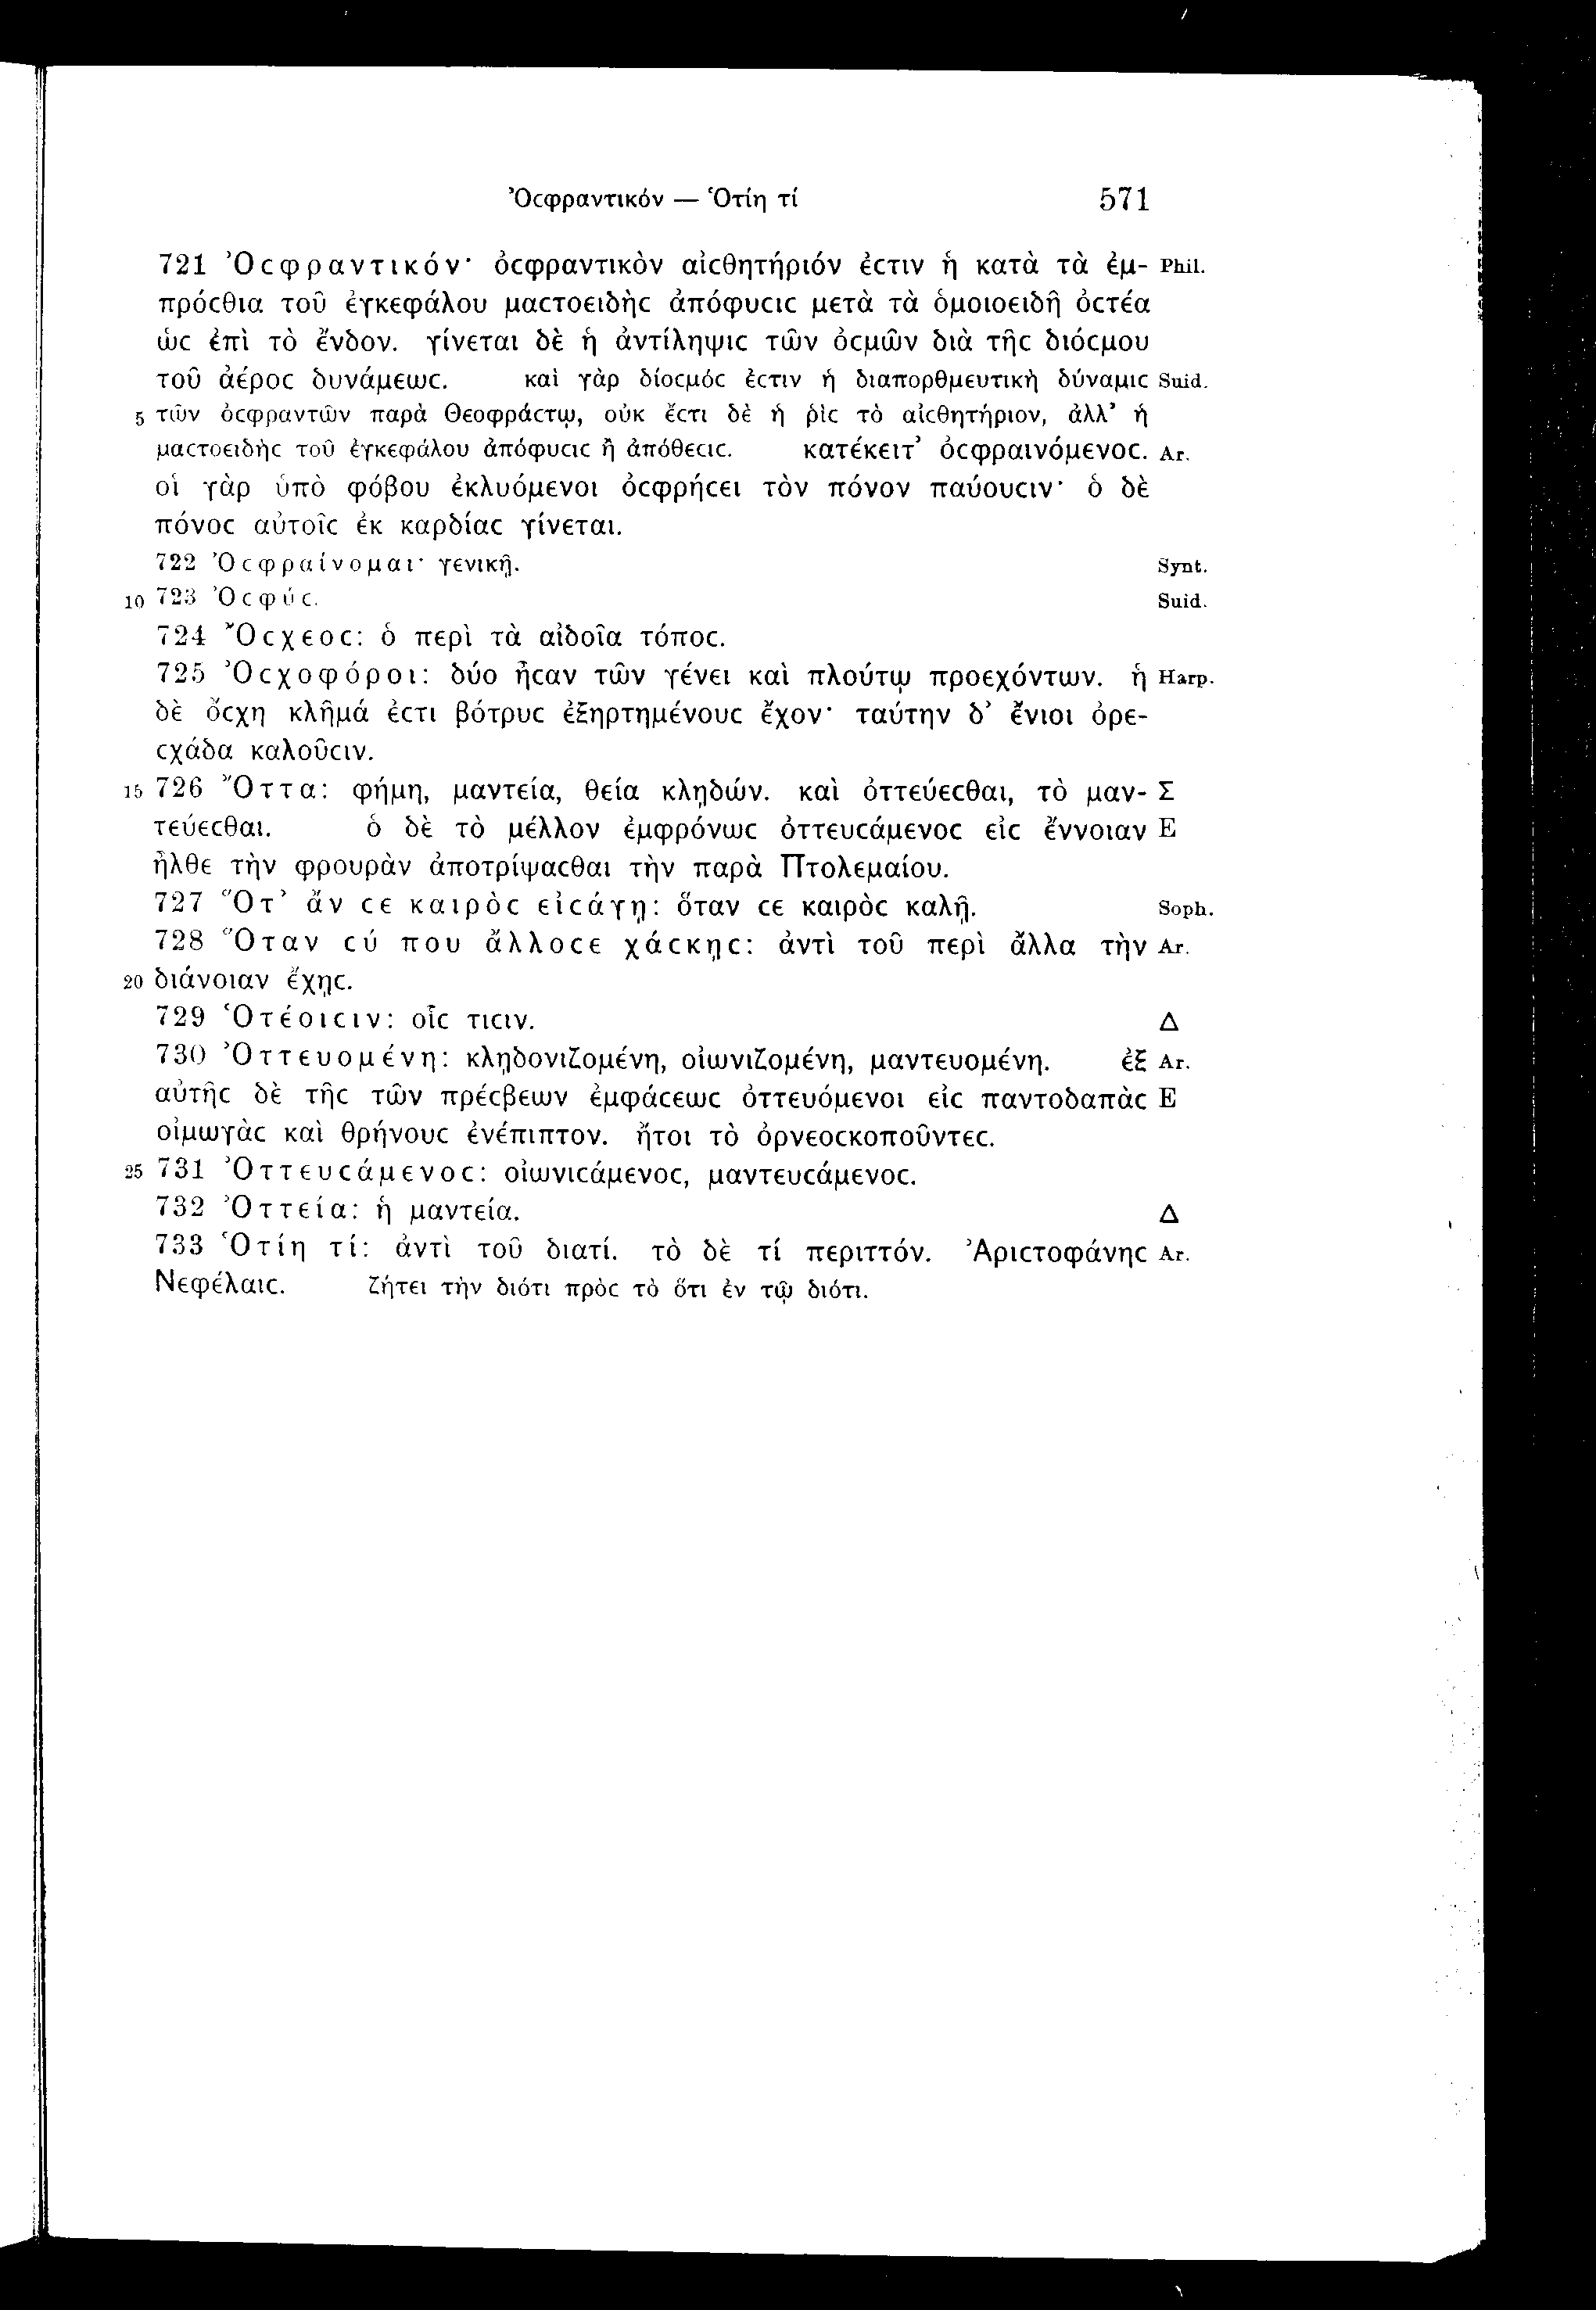 Ὀϲφραντικόν — Ὁτίη τί 571
721 Ὀϲφραντικόν· ὀϲφραντικὸν αἰϲθητήριόν ἐϲτιν ἡ κατὰ τὰ ἐμ- Phil.
πρόϲθια τοῦ ἐγκεφάλου μαϲτοειδὴϲ ἀπόφυϲιϲ μετὰ τὰ ὁμοιοειδῆ ὀϲτέα
ὡϲ ἐπὶ τὸ ἔνδον. γίνεται δὲ ἡ ἀντίληψιϲ τῶν ὀϲμῶν διὰ τῆϲ διόϲμου
τοῦ ἀέροϲ δυνάμεωϲ. καὶ γὰρ δίοϲμόϲ ἐϲτιν ἡ διαπορθμευτικὴ δύναμιϲ Suid.
5 τῶν ὀϲφραντῶν παρὰ Θεοφράϲτῳ, οὐκ ἔϲτι δὲ ἡ ῥὶϲ τὸ αἰϲθητήριον, ἀλλ’ ἡ
μαϲτοειδὴϲ τοῦ ἐγκεφάλου ἀπόφυϲιϲ ἢ ἀπόθεϲιϲ. κατέκειτ’ ὀϲφραινόμενοϲ. Ar.
οἱ γὰρ ὑπὸ φόβου ἐκλυόμενοι ὀϲφρήϲει τὸν πόνον παύουϲιν· ὁ δὲ
πόνοϲ αὐτοῖϲ ἐκ καρδίαϲ γίνεται.
722 Ὀϲφραίνομαι· γενικῇ. Synt.
10 723 Ὀϲφύϲ. Suid.
724 Ὄϲχεοϲ: ὁ περὶ τὰ αἰδοῖα τόποϲ.
725 Ὀϲχοφόροι: δύο ἦϲαν τῶν γένει καὶ πλούτῳ προεχόντων. ἡ Harp.
δὲ ὄϲχη κλῆμά ἐϲτι βότρυϲ ἐξηρτημένουϲ ἔχον· ταύτην δ’ ἔνιοι ὀρε-
ϲχάδα καλοῦϲιν.
15 726 Ὄττα: φήμη, μαντεία, θεία κληδών. καὶ ὀττεύεϲθαι, τὸ μαν- Σ
τεύεϲθαι. ὁ δὲ τὸ μέλλον ἐμφρόνωϲ ὀττευϲάμενοϲ εἰϲ ἔννοιαν E
ἦλθε τὴν φρουρὰν ἀποτρίψαϲθαι τὴν παρὰ Πτολεμαίου.
727 Ὅτ’ ἄν ϲε καιρὸϲ εἰϲάγῃ: ὅταν ϲε καιρὸϲ καλῇ. Soph.
728 Ὅταν ϲύ που ἄλλοϲε χάϲκῃϲ: ἀντὶ τοῦ περὶ ἄλλα τὴν Ar.
20 διάνοιαν ἔχῃϲ.
729 Ὁτέοιϲιν: οἷϲ τιϲιν. Δ
730 Ὀττευομένη: κληδονιζομένη, οἰωνιζομένη, μαντευομένη. ἐξ Ar.
αὐτῆϲ δὲ τῆϲ τῶν πρέϲβεων ἐμφάϲεωϲ ὀττευόμενοι εἰϲ παντοδαπὰϲ E
οἰμωγὰϲ καὶ θρήνουϲ ἐνέπιπτον. ἤτοι τὸ ὀρνεοϲκοποῦντεϲ.
25 731 Ὀττευϲάμενοϲ: οἰωνιϲάμενοϲ, μαντευϲάμενοϲ.
732 Ὀττεία: ἡ μαντεία. Δ
733 Ὁτίη τί: ἀντὶ τοῦ διατί. τὸ δὲ τί περιττόν. Ἀριϲτοφάνηϲ Ar.
Νεφέλαιϲ. Ζήτει τὴν διότι πρὸϲ τὸ ὅτι ἐν τῷ διότι.